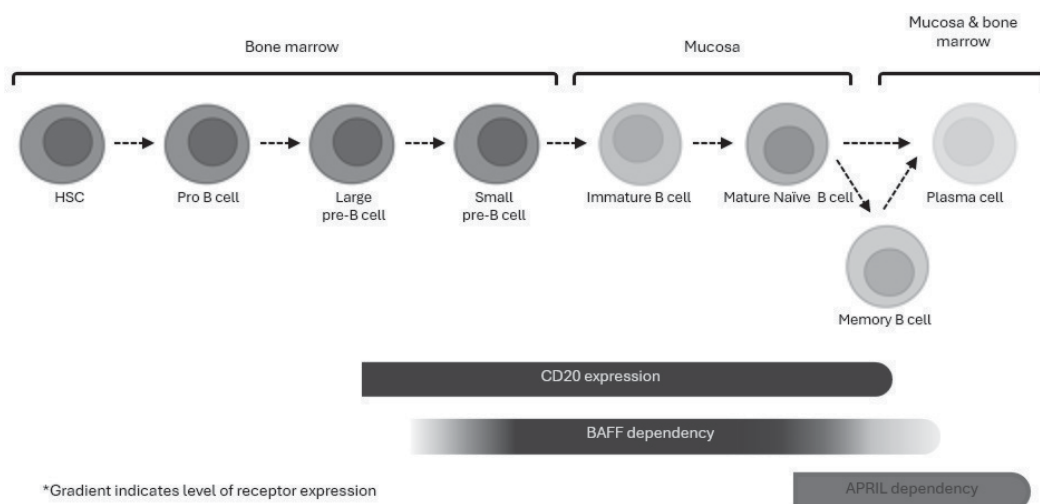 Bone marrow
Mucosa
Mucosa & bone
marrow
HSC
Pro B cell
Large
pre-B cell
Small
pre-B cell
Immature B cell
Mature Naïve B cell
Plasma cell
Memory B cell
CD20 expression
BAFF dependency
APRIL dependency
*Gradient indicates level of receptor expression